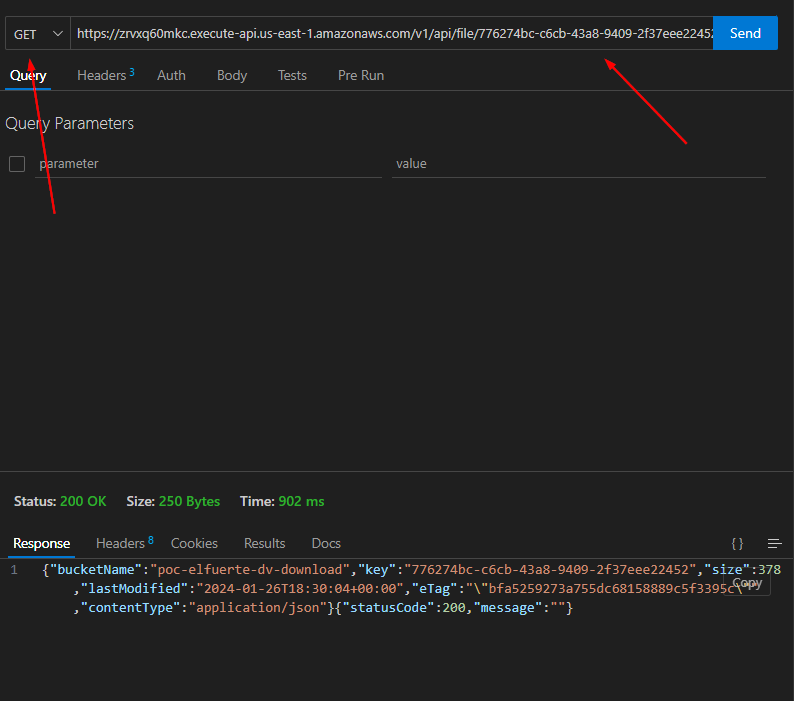 GET https://zrvxq60mkc.execute-api.us-east-1.amazonaws.com/v1/api/file/776274bc-c6cb-43a8-9409-2f37eee22452 Send
Query Headers 3 Auth Body Tests Pre Run
Query Parameters
parameter value
Status: 200 OK Size: 250 Bytes Time: 902 ms
Response Headers 8 Cookies Results Docs { }
1 {"bucketName":"poc-elfuerte-dv-download","key":"776274bc-c6cb-43a8-9409-2f37eee22452","size":378
,"lastModified":"2024-01-26T18:30:04+00:00","eTag":"\"bfa5259273a755dc68158889c5f3395c\"" Copy
,"contentType":"application/json"}{"statusCode":200,"message":""}